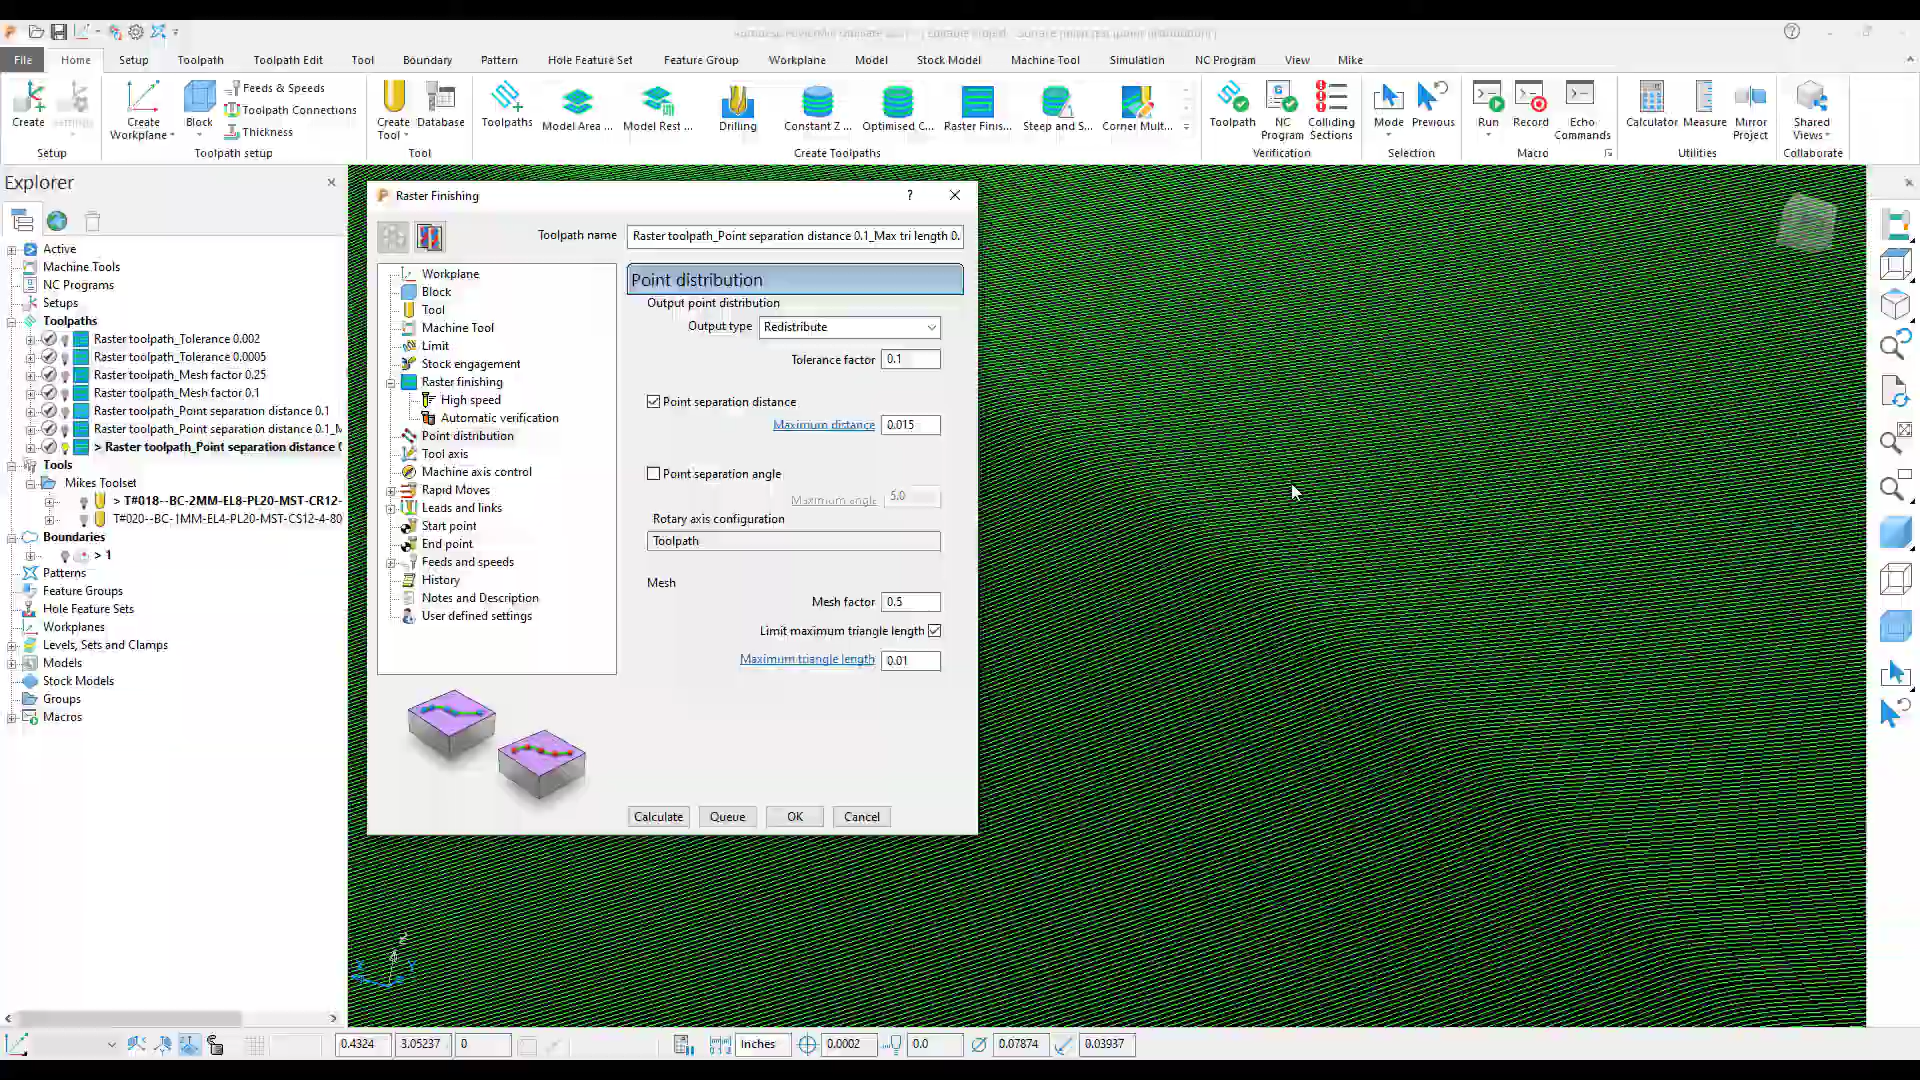 File
Home
Setup
Toolpath
Toolpath Edit
Tool
Boundary
Pattern
Hole Feature Set
Feature Group
Workplane
Model
Stock Model
Machine Tool
Simulation
NC Program
View
Mike
Create
Settings
Setup
Create Workplane
Block
Feeds & Speeds
Toolpath Connections
Thickness
Toolpath setup
Create Tool
Database
Tool
Toolpaths
Model Area ...
Model Rest ...
Drilling
Constant Z ...
Optimised C...
Raster Finis...
Steep and S...
Corner Mult...
Create Toolpaths
Toolpath
NC Program
Colliding Sections
Verification
Mode
Previous
Selection
Run
Record
Echo Commands
Macro
Calculator
Measure
Mirror Project
Utilities
Shared Views
Collaborate
Explorer
Active
Machine Tools
NC Programs
Setups
Toolpaths
Raster toolpath_Tolerance 0.002
Raster toolpath_Tolerance 0.0005
Raster toolpath_Mesh factor 0.25
Raster toolpath_Mesh factor 0.1
Raster toolpath_Point separation distance 0.1
Raster toolpath_Point separation distance 0.1_M
> Raster toolpath_Point separation distance 0
Tools
Mikes Toolset
> T#018--BC-2MM-EL8-PL20-MST-CR12-
T#020--BC-1MM-EL4-PL20-MST-CS12-4-80
Boundaries
> 1
Patterns
Feature Groups
Hole Feature Sets
Workplanes
Levels, Sets and Clamps
Models
Stock Models
Groups
Macros
Raster Finishing
?
Toolpath name
Raster toolpath_Point separation distance 0.1_Max tri length 0.
Workplane
Block
Tool
Machine Tool
Limit
Stock engagement
Raster finishing
High speed
Automatic verification
Point distribution
Tool axis
Machine axis control
Rapid Moves
Leads and links
Start point
End point
Feeds and speeds
History
Notes and Description
User defined settings
Point distribution
Output point distribution
Output type
Redistribute
Tolerance factor
0.1
Point separation distance
Maximum distance
0.015
Point separation angle
Maximum angle
5.0
Rotary axis configuration
Toolpath
Mesh
Mesh factor
0.5
Limit maximum triangle length
Maximum triangle length
0.01
Calculate
Queue
OK
Cancel
Z
X
Y
0.4324
3.05237
0
Inches
0.0002
0.0
0.07874
0.03937